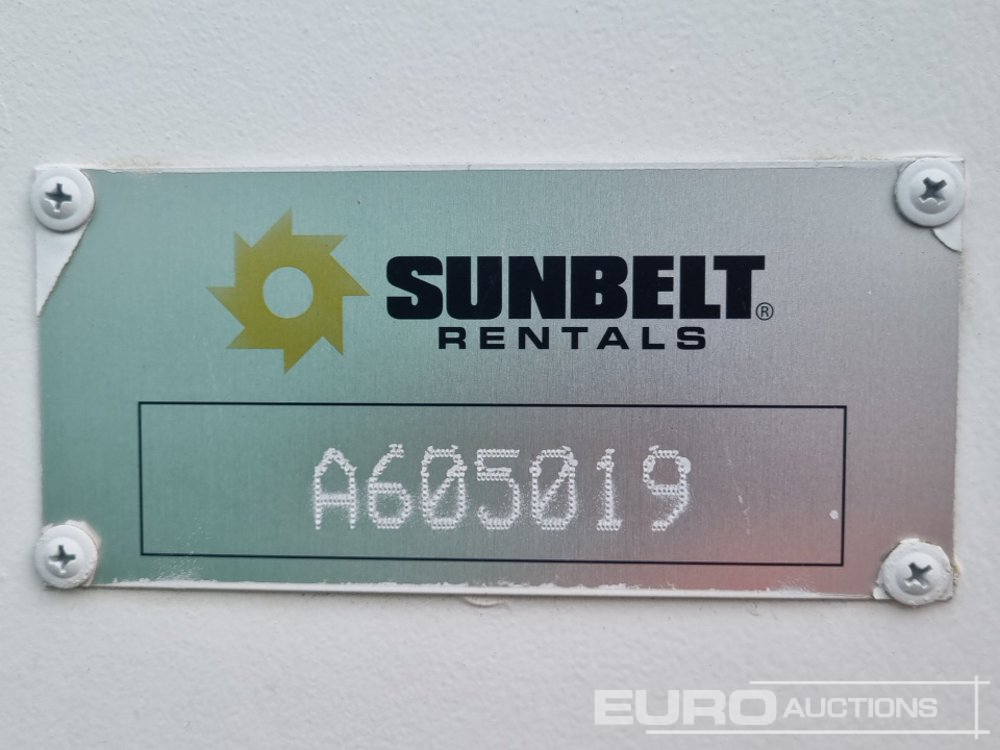 SUNBELT®
RENTALS
A605019
EURO AUCTIONS